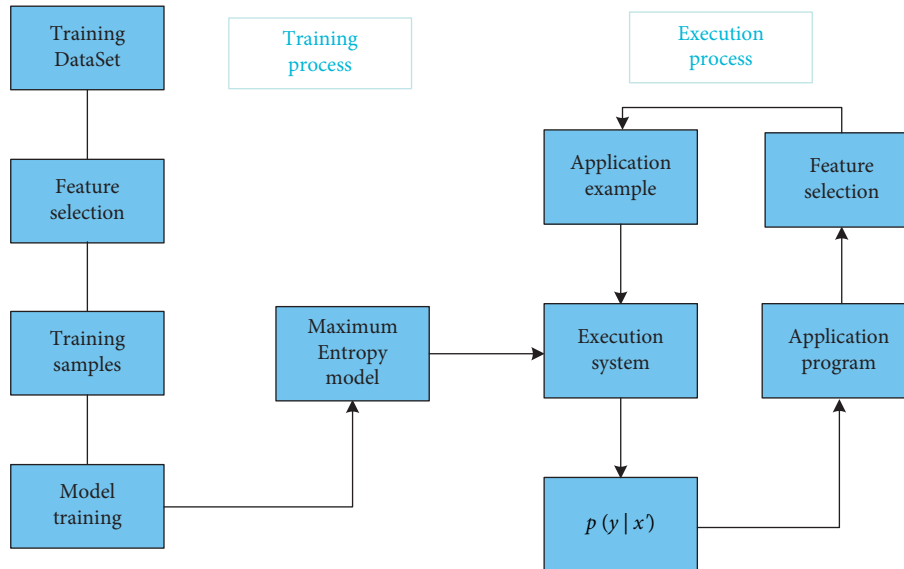 Training
DataSet
Training
process
Execution
process
Feature
selection
Application
example
Feature
selection
Training
samples
Maximum
Entropy
model
Execution
system
Application
program
Model
training
p (y | x')